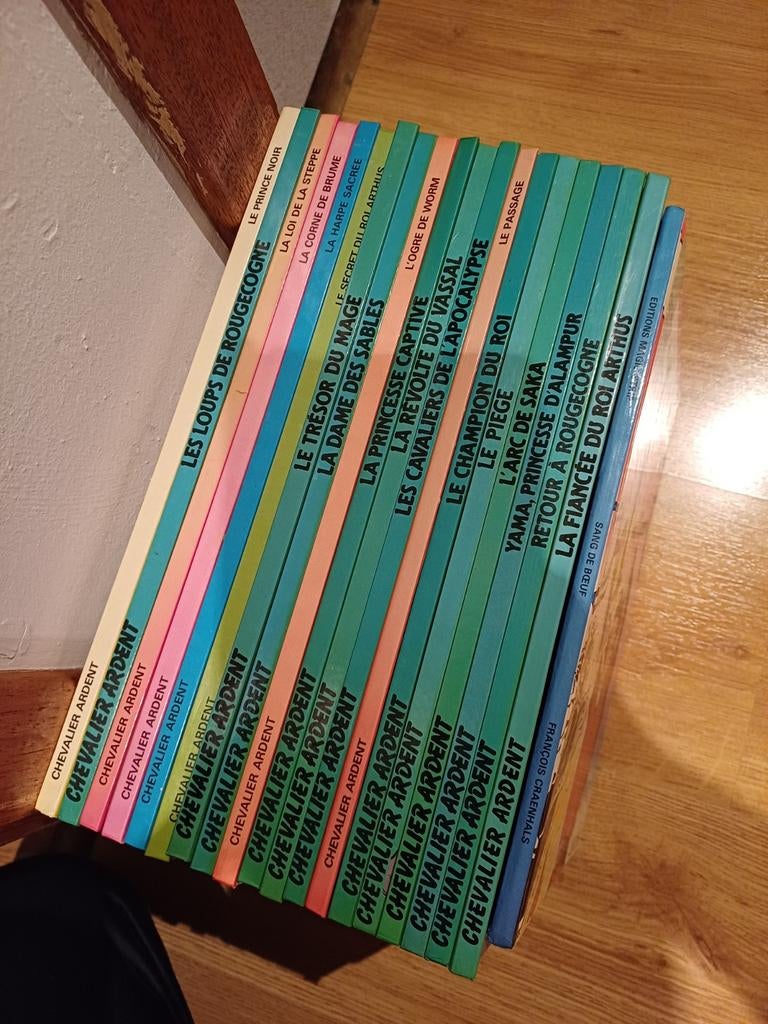 CHEVALIER ARDENT LE PRINCE NOIR
CHEVALIER ARDENT LES LOUPS DE ROUGECOGNE
CHEVALIER ARDENT LA LOI DE LA STEPPE
CHEVALIER ARDENT LA CORNE DE BRUME
CHEVALIER ARDENT LA HARPE SACRÉE
CHEVALIER ARDENT LE SECRET DU ROI ARTHUS
CHEVALIER ARDENT LE TRÉSOR DU MAGE
CHEVALIER ARDENT LA DAME DES SABLES
CHEVALIER ARDENT L'OGRE DE WORM
CHEVALIER ARDENT LA PRINCESSE CAPTIVE
CHEVALIER ARDENT LA RÉVOLTE DU VASSAL
CHEVALIER ARDENT LES CAVALIERS DE L'APOCALYPSE
CHEVALIER ARDENT LE PASSAGE
CHEVALIER ARDENT LE CHAMPION DU ROI
CHEVALIER ARDENT LE PIÈGE
CHEVALIER ARDENT L'ARC DE SAKA
CHEVALIER ARDENT YAMA, PRINCESSE D'ALAMPUR
CHEVALIER ARDENT RETOUR À ROUGECOGNE
CHEVALIER ARDENT LA FIANCÉE DU ROI ARTHUS
EDITIONS SANG DE BŒUF FRANÇOIS CRAENHALS